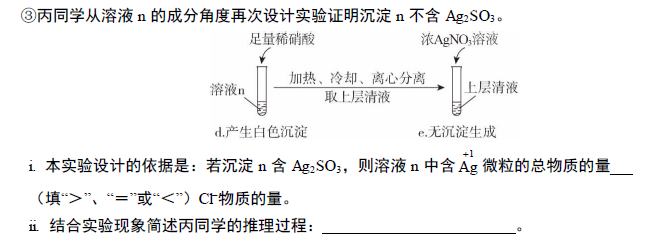 ③丙同学从溶液 n 的成分角度再次设计实验证明沉淀 n 不含 Ag₂SO₃。
足量稀硝酸
浓AgNO₃溶液
溶液n
加热、冷却、离心分离
取上层清液
上层清液
d.产生白色沉淀
e.无沉淀生成
+1
i. 本实验设计的依据是：若沉淀 n 含 Ag₂SO₃，则溶液 n 中含 Ag 微粒的总物质的量___
（填“>”、“=”或“<”）Cl⁻物质的量。
ii. 结合实验现象简述丙同学的推理过程：____________________。